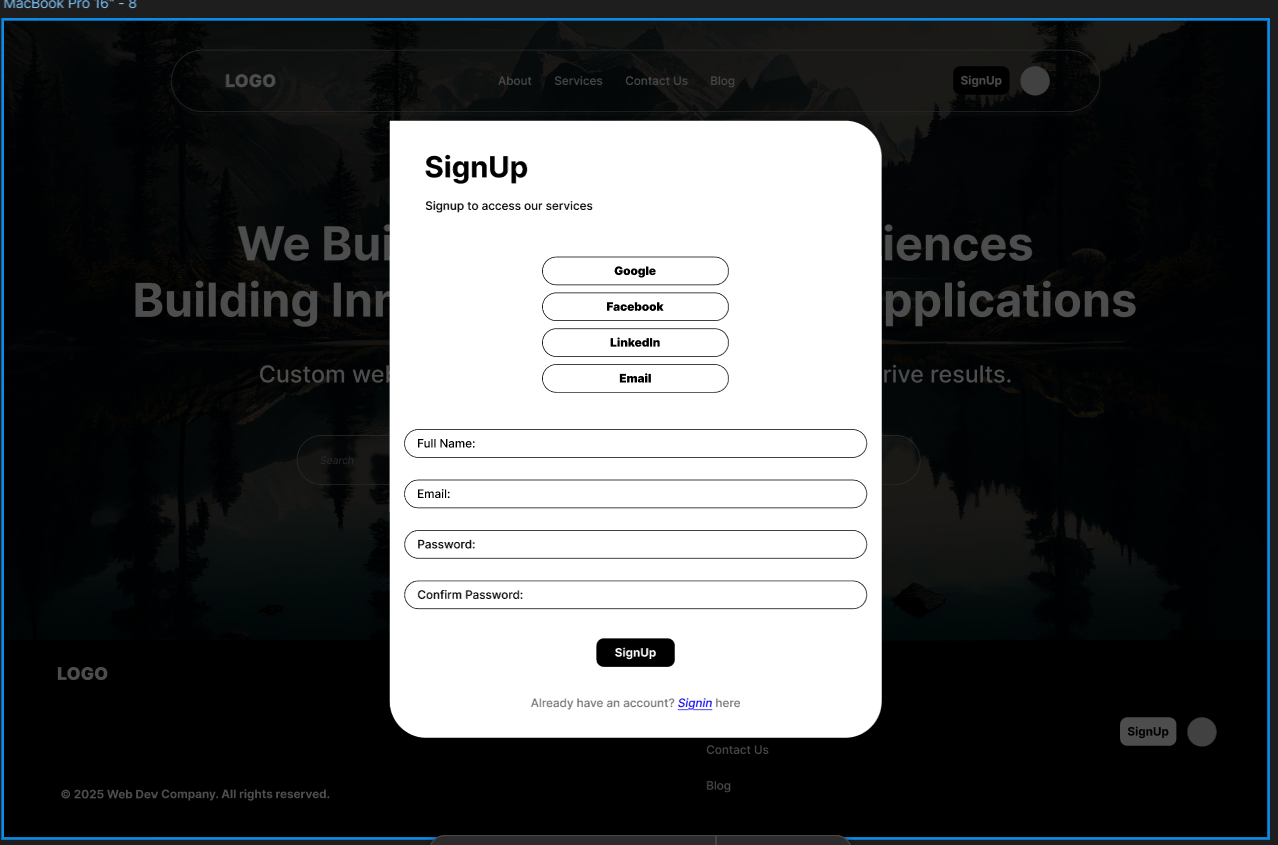 MacBook Pro 16" - 8
LOGO
About Services Contact Us Blog
SignUp
SignUp
Signup to access our services
We Bui
iences
Building Inn
pplications
Custom web
rive results.
Google
Facebook
LinkedIn
Email
Search
Full Name:
Email:
Password:
Confirm Password:
SignUp
Already have an account? Signin here
LOGO
SignUp
Contact Us
Blog
© 2025 Web Dev Company. All rights reserved.